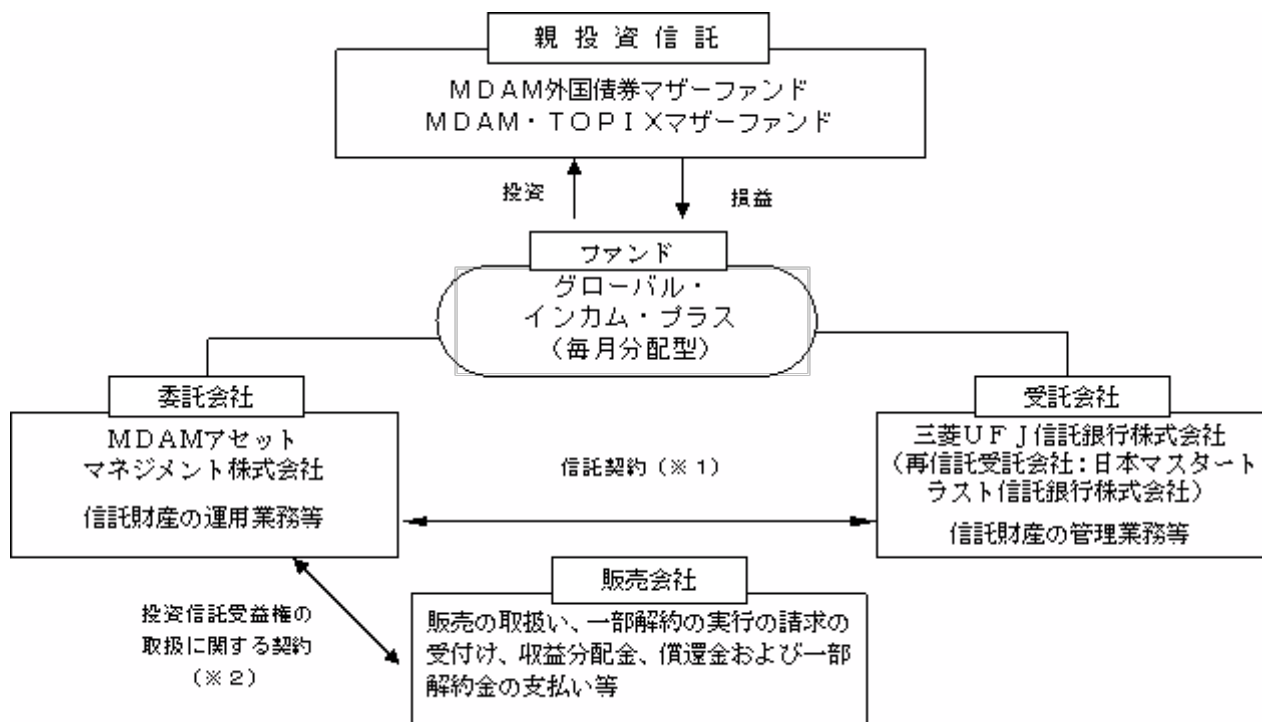 親投資信託
MDAM外国債券マザーファンド
MDAM・TOPIXマザーファンド
投資
損益
ファンド
グローバル・
インカム・プラス
(毎月分配型)
委託会社
MDAMアセット
マネジメント株式会社
信託財産の運用業務等
信託契約(※1)
受託会社
三菱UFJ信託銀行株式会社
(再信託受託会社:日本マスタート
ラスト信託銀行株式会社)
信託財産の管理業務等
投資信託受益権の
取扱に関する契約
(※2)
販売会社
販売の取扱い、一部解約の実行の請求の
受付け、収益分配金、償還金および一部
解約金の支払い等